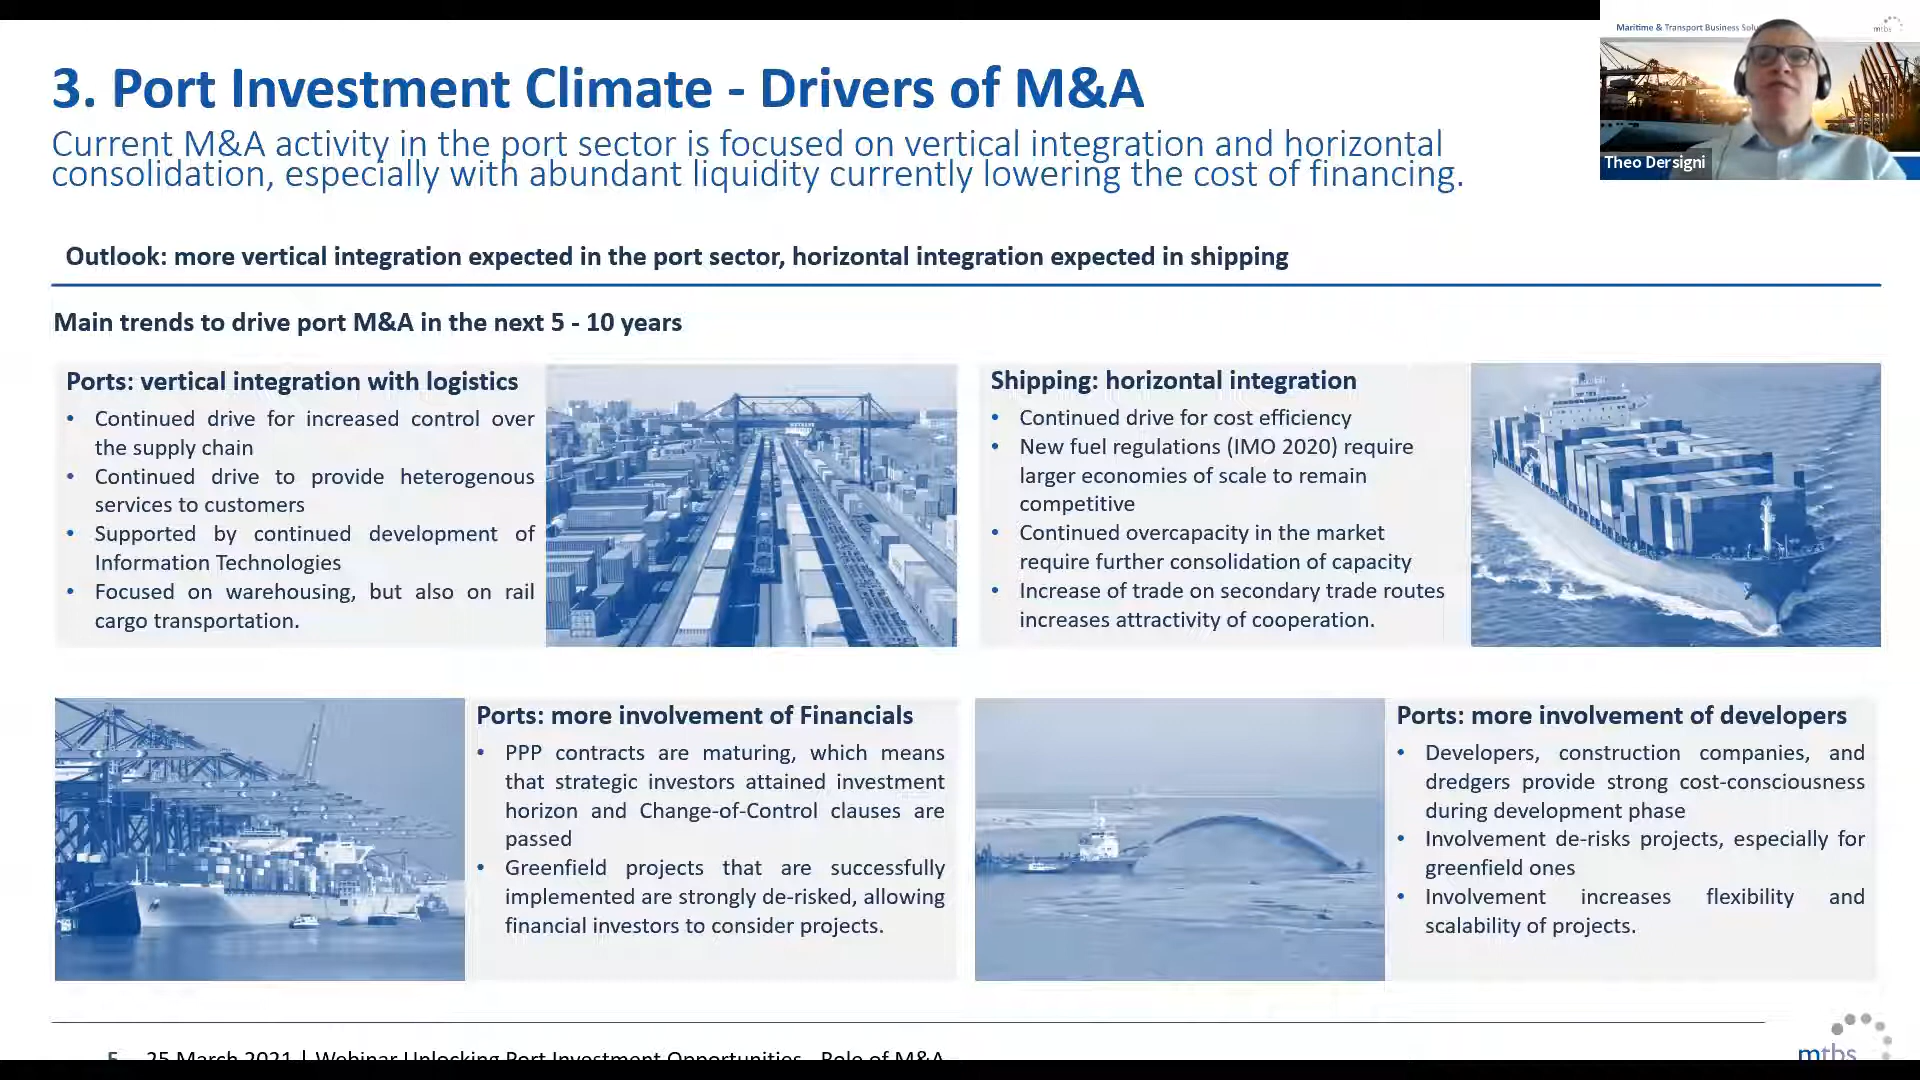 3. Port Investment Climate - Drivers of M&A
Current M&A activity in the port sector is focused on vertical integration and horizontal
consolidation, especially with abundant liquidity currently lowering the cost of financing.
Maritime & Transport Business Solu
mtbs
Theo Dersigni
Outlook: more vertical integration expected in the port sector, horizontal integration expected in shipping
Main trends to drive port M&A in the next 5 - 10 years
Ports: vertical integration with logistics
• Continued drive for increased control over
the supply chain
• Continued drive to provide heterogenous
services to customers
• Supported by continued development of
Information Technologies
• Focused on warehousing, but also on rail
cargo transportation.
Shipping: horizontal integration
• Continued drive for cost efficiency
• New fuel regulations (IMO 2020) require
larger economies of scale to remain
competitive
• Continued overcapacity in the market
require further consolidation of capacity
• Increase of trade on secondary trade routes
increases attractivity of cooperation.
Ports: more involvement of Financials
• PPP contracts are maturing, which means
that strategic investors attained investment
horizon and Change-of-Control clauses are
passed
• Greenfield projects that are successfully
implemented are strongly de-risked, allowing
financial investors to consider projects.
Ports: more involvement of developers
• Developers, construction companies, and
dredgers provide strong cost-consciousness
during development phase
• Involvement de-risks projects, especially for
greenfield ones
• Involvement increases flexibility and
scalability of projects.
5 25 March 2021 | Webinar Unlocking Port Investment Opportunities - Role of M&A
mtbs